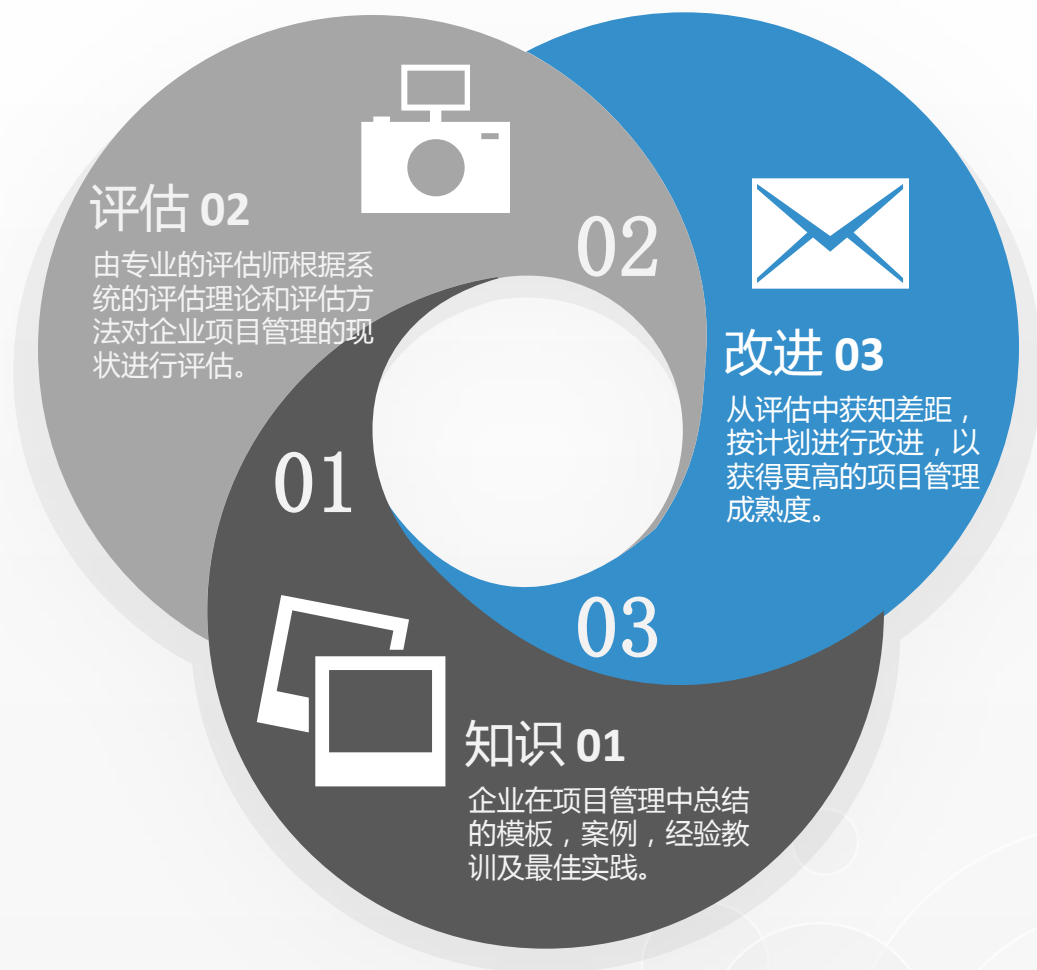 评估 02
由专业的评估师根据系
统的评估理论和评估方
法对企业项目管理的现
状进行评估。
02
改进 03
从评估中获知差距，
按计划进行改进，以
获得更高的项目管理
成熟度。
01
03
知识 01
企业在项目管理中总结
的模板，案例，经验教
训及最佳实践。